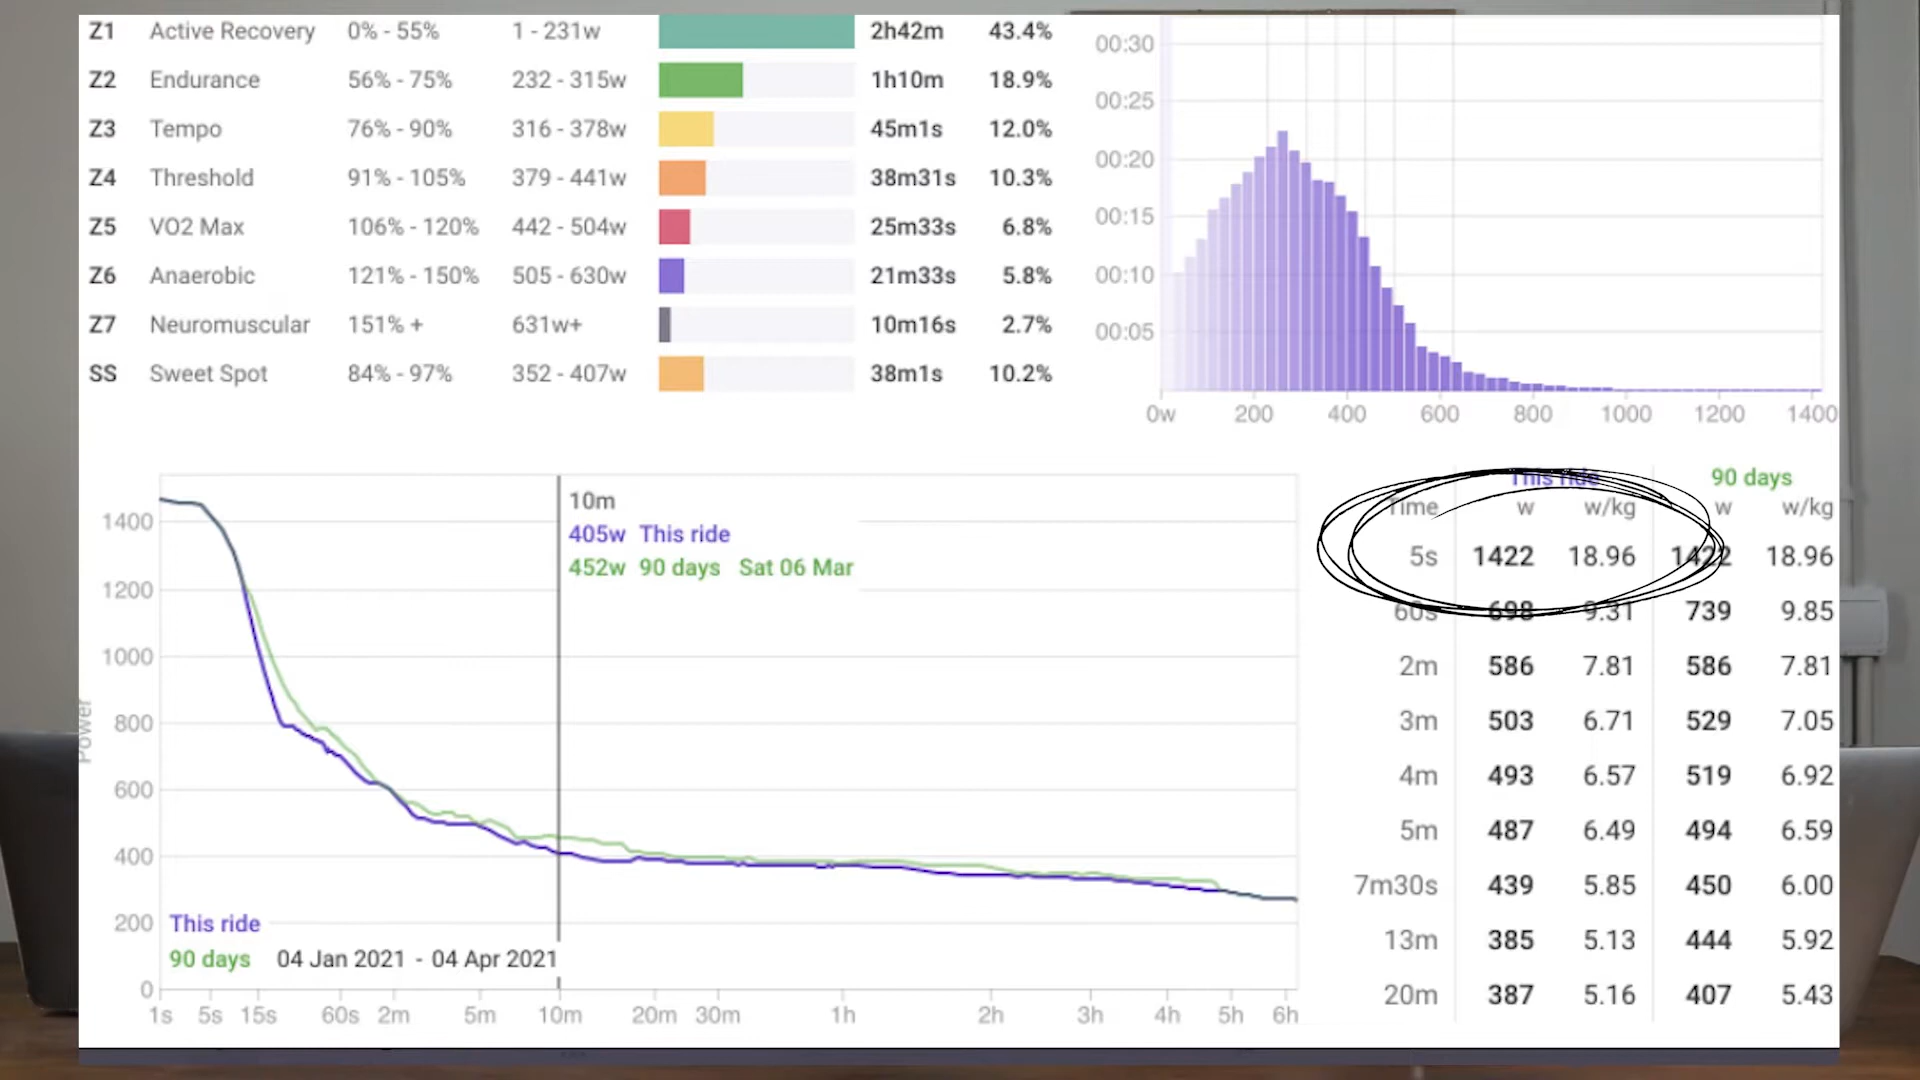 Z1 Active Recovery 0% - 55% 1 - 231w 2h42m 43.4%
Z2 Endurance 56% - 75% 232 - 315w 1h10m 18.9%
Z3 Tempo 76% - 90% 316 - 378w 45m1s 12.0%
Z4 Threshold 91% - 105% 379 - 441w 38m31s 10.3%
Z5 VO2 Max 106% - 120% 442 - 504w 25m33s 6.8%
Z6 Anaerobic 121% - 150% 505 - 630w 21m33s 5.8%
Z7 Neuromuscular 151% + 631w+ 10m16s 2.7%
SS Sweet Spot 84% - 97% 352 - 407w 38m1s 10.2%
00:30
00:25
00:20
00:15
00:10
00:05
0w 200 400 600 800 1000 1200 1400
Power
1400
1200
1000
800
600
400
200
0
10m
405w This ride
452w 90 days Sat 06 Mar
This ride
90 days 04 Jan 2021 - 04 Apr 2021
1s 5s 15s 60s 2m 5m 10m 20m 30m 1h 2h 3h 4h 5h 6h
This ride 90 days
Time w w/kg w w/kg
5s 1422 18.96 1422 18.96
60s 698 9.31 739 9.85
2m 586 7.81 586 7.81
3m 503 6.71 529 7.05
4m 493 6.57 519 6.92
5m 487 6.49 494 6.59
7m30s 439 5.85 450 6.00
13m 385 5.13 444 5.92
20m 387 5.16 407 5.43